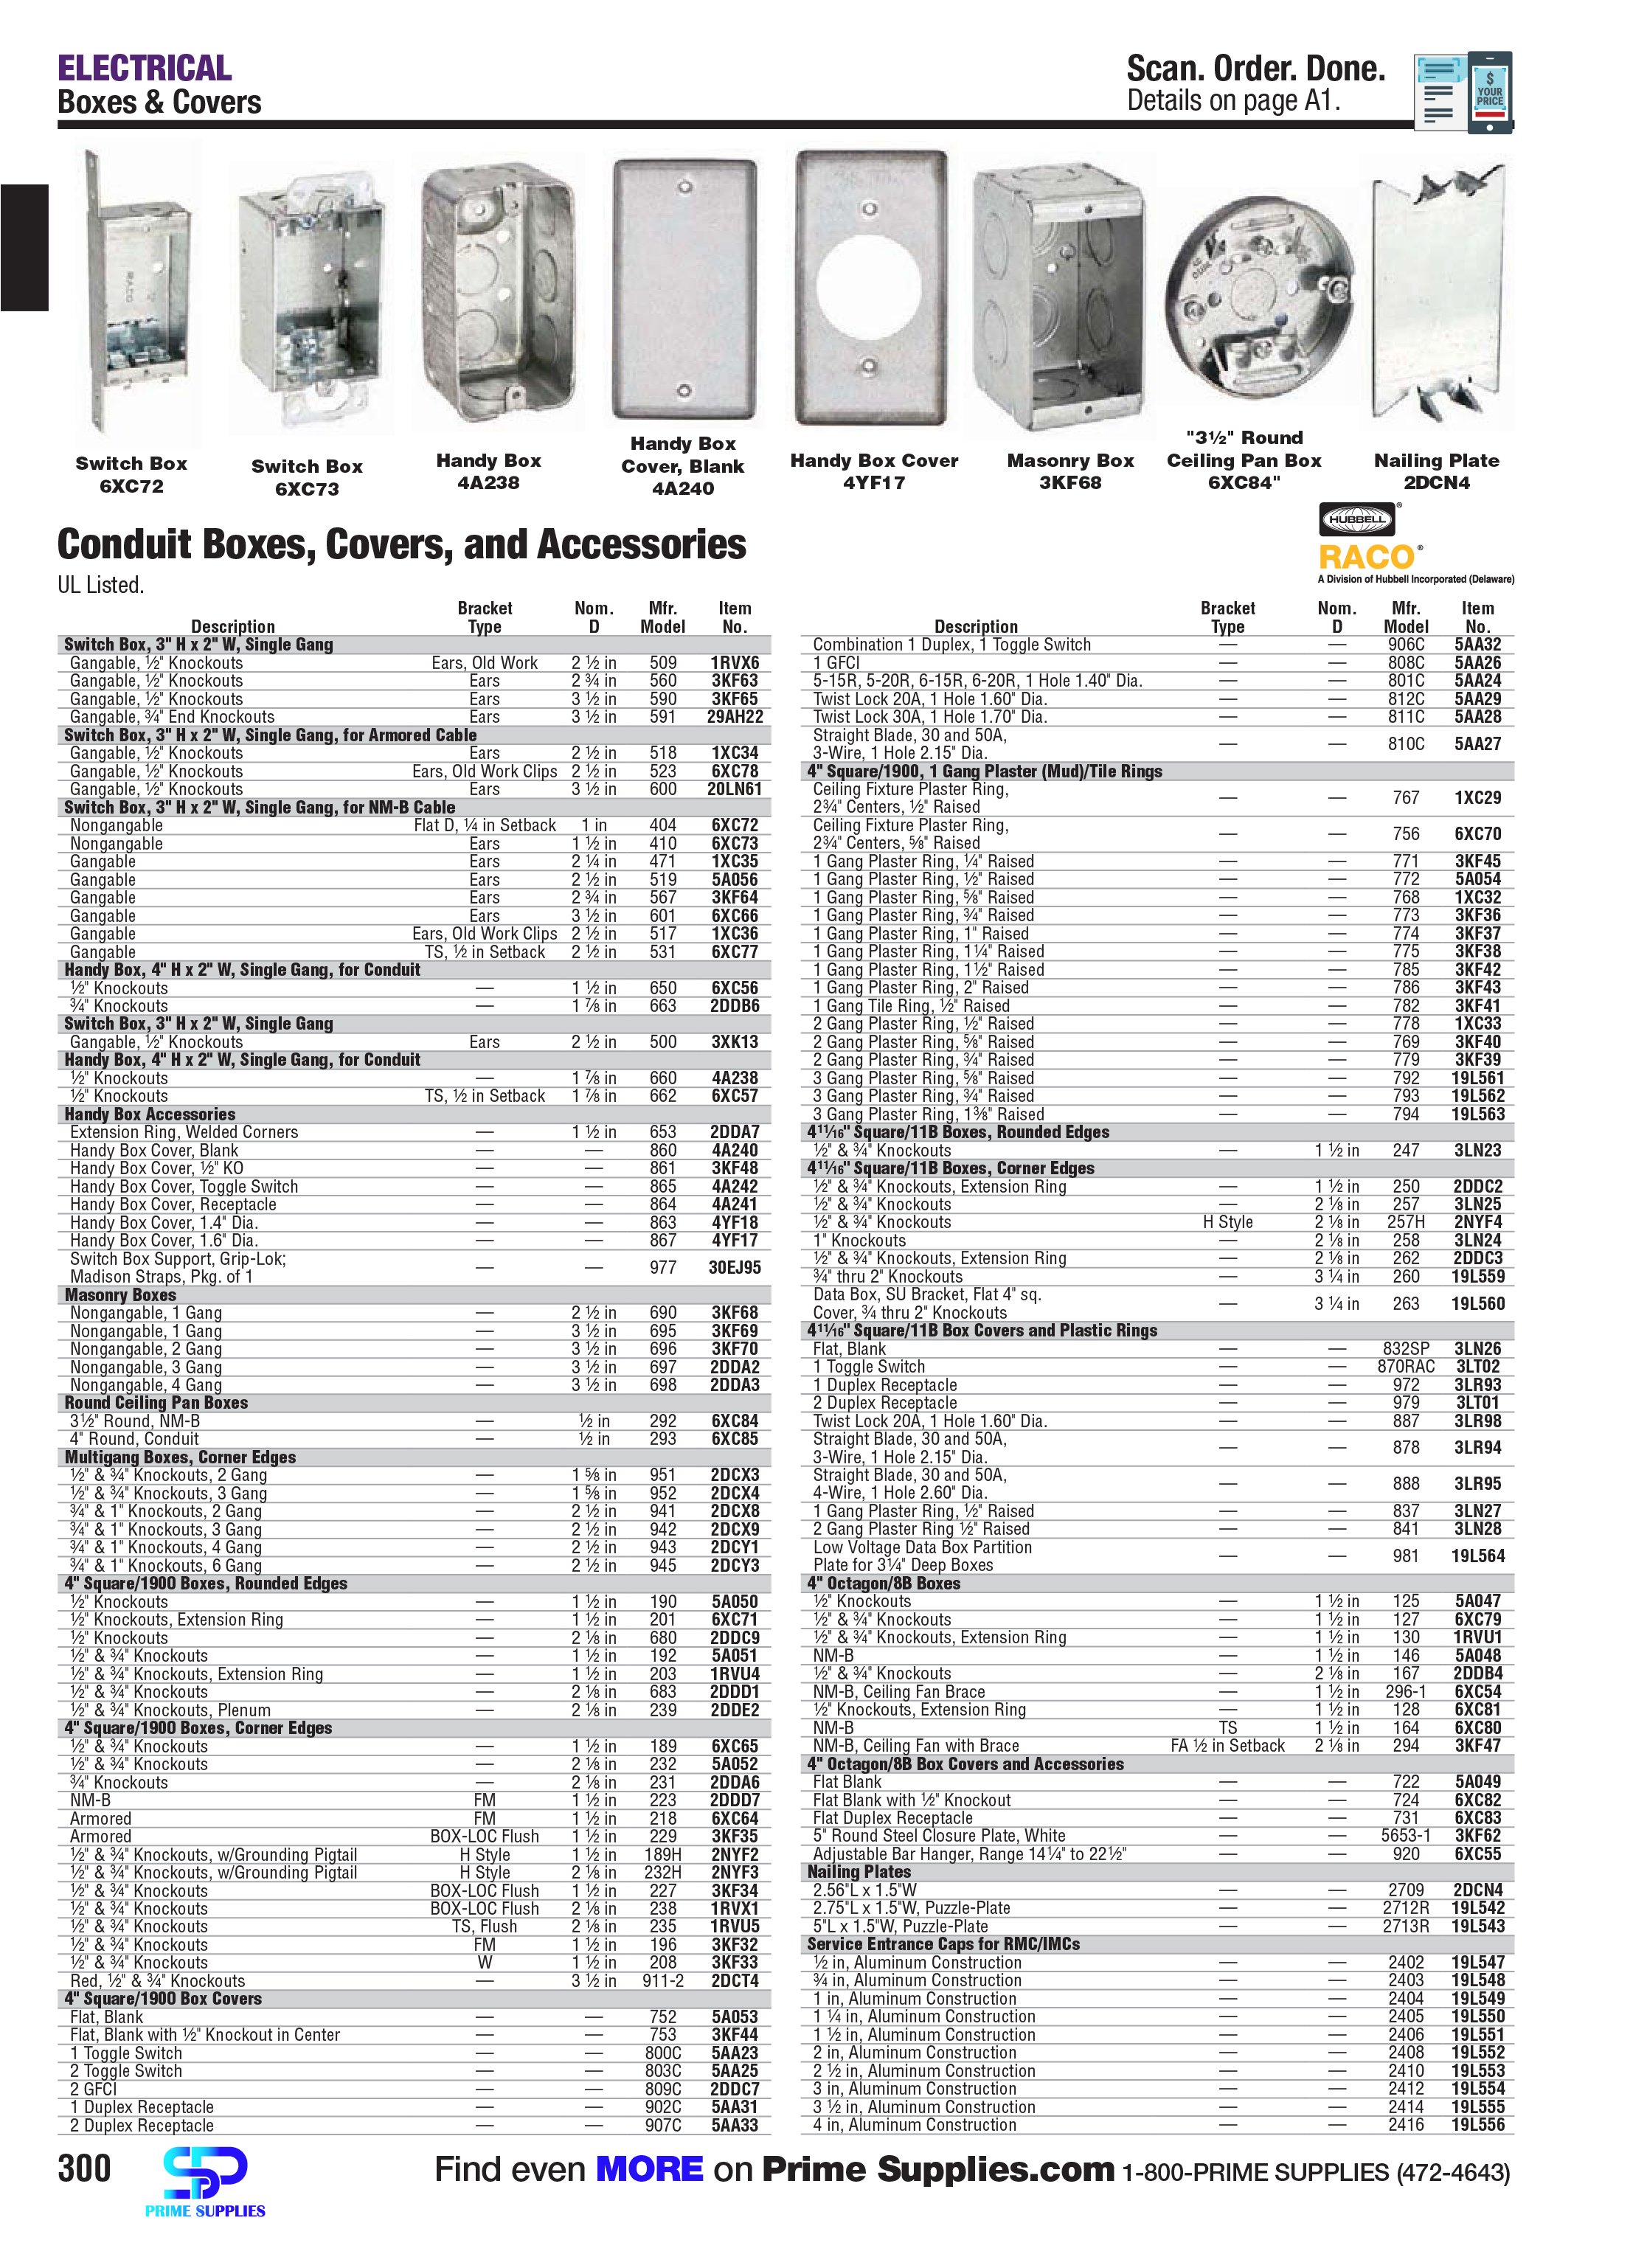 ELECTRICAL
Boxes & Covers
Scan. Order. Done.
Details on page A1.
$
YOUR
PRICE
Switch Box
6XC72
Switch Box
6XC73
Handy Box
4A238
Handy Box
Cover, Blank
4A240
Handy Box Cover
4YF17
Masonry Box
3KF68
"3½" Round
Ceiling Pan Box
6XC84"
Nailing Plate
2DCN4
HUBBELL®
RACO®
A Division of Hubbell Incorporated (Delaware)
Conduit Boxes, Covers, and Accessories
UL Listed.
Description Bracket Type Nom. D Mfr. Model Item No.
Switch Box, 3" H x 2" W, Single Gang
Gangable, ½" Knockouts Ears, Old Work 2 ½ in 509 1RVX6
Gangable, ½" Knockouts Ears 2 ¾ in 560 3KF63
Gangable, ½" Knockouts Ears 3 ½ in 590 3KF65
Gangable, ¾" End Knockouts Ears 3 ½ in 591 29AH22
Switch Box, 3" H x 2" W, Single Gang, for Armored Cable
Gangable, ½" Knockouts Ears 2 ½ in 518 1XC34
Gangable, ½" Knockouts Ears, Old Work Clips 2 ½ in 523 6XC78
Gangable, ½" Knockouts Ears 3 ½ in 600 20LN61
Switch Box, 3" H x 2" W, Single Gang, for NM-B Cable
Nongangable Flat D, ¼ in Setback 1 in 404 6XC72
Nongangable Ears 1 ½ in 410 6XC73
Gangable Ears 2 ¼ in 471 1XC35
Gangable Ears 2 ½ in 519 5A056
Gangable Ears 2 ¾ in 567 3KF64
Gangable Ears 3 ½ in 601 6XC66
Gangable Ears, Old Work Clips 2 ½ in 517 1XC36
Gangable TS, ½ in Setback 2 ½ in 531 6XC77
Handy Box, 4" H x 2" W, Single Gang, for Conduit
½" Knockouts — 1 ½ in 650 6XC56
¾" Knockouts — 1 ⅞ in 663 2DDB6
Switch Box, 3" H x 2" W, Single Gang
Gangable, ½" Knockouts Ears 2 ½ in 500 3XK13
Handy Box, 4" H x 2" W, Single Gang, for Conduit
½" Knockouts — 1 ⅞ in 660 4A238
½" Knockouts TS, ½ in Setback 1 ⅞ in 662 6XC57
Handy Box Accessories
Extension Ring, Welded Corners — 1 ½ in 653 2DDA7
Handy Box Cover, Blank — — 860 4A240
Handy Box Cover, ½" KO — — 861 3KF48
Handy Box Cover, Toggle Switch — — 865 4A242
Handy Box Cover, Receptacle — — 864 4A241
Handy Box Cover, 1.4" Dia. — — 863 4YF18
Handy Box Cover, 1.6" Dia. — — 867 4YF17
Switch Box Support, Grip-Lok;
Madison Straps, Pkg. of 1 — — 977 30EJ95
Masonry Boxes
Nongangable, 1 Gang — 2 ½ in 690 3KF68
Nongangable, 1 Gang — 3 ½ in 695 3KF69
Nongangable, 2 Gang — 3 ½ in 696 3KF70
Nongangable, 3 Gang — 3 ½ in 697 2DDA2
Nongangable, 4 Gang — 3 ½ in 698 2DDA3
Round Ceiling Pan Boxes
3½" Round, NM-B — ½ in 292 6XC84
4" Round, Conduit — ½ in 293 6XC85
Multigang Boxes, Corner Edges
½" & ¾" Knockouts, 2 Gang — 1 ⅝ in 951 2DCX3
½" & ¾" Knockouts, 3 Gang — 1 ⅝ in 952 2DCX4
¾" & 1" Knockouts, 2 Gang — 2 ½ in 941 2DCX8
¾" & 1" Knockouts, 3 Gang — 2 ½ in 942 2DCX9
¾" & 1" Knockouts, 4 Gang — 2 ½ in 943 2DCY1
¾" & 1" Knockouts, 6 Gang — 2 ½ in 945 2DCY3
4" Square/1900 Boxes, Rounded Edges
½" Knockouts — 1 ½ in 190 5A050
½" Knockouts, Extension Ring — 1 ½ in 201 6XC71
½" Knockouts — 2 ⅛ in 680 2DDC9
½" & ¾" Knockouts — 1 ½ in 192 5A051
½" & ¾" Knockouts, Extension Ring — 1 ½ in 203 1RVU4
½" & ¾" Knockouts — 2 ⅛ in 683 2DDD1
½" & ¾" Knockouts, Plenum — 2 ⅛ in 239 2DDE2
4" Square/1900 Boxes, Corner Edges
½" & ¾" Knockouts — 1 ½ in 189 6XC65
½" & ¾" Knockouts — 2 ⅛ in 232 5A052
¾" Knockouts — 2 ⅛ in 231 2DDA6
NM-B FM 1 ½ in 223 2DDD7
Armored FM 1 ½ in 218 6XC64
Armored BOX-LOC Flush 1 ½ in 229 3KF35
½" & ¾" Knockouts, w/Grounding Pigtail H Style 1 ½ in 189H 2NYF2
½" & ¾" Knockouts, w/Grounding Pigtail H Style 2 ⅛ in 232H 2NYF3
½" & ¾" Knockouts BOX-LOC Flush 1 ½ in 227 3KF34
½" & ¾" Knockouts BOX-LOC Flush 2 ⅛ in 238 1RVX1
½" & ¾" Knockouts TS, Flush 2 ⅛ in 235 1RVU5
½" & ¾" Knockouts FM 1 ½ in 196 3KF32
½" & ¾" Knockouts W 1 ½ in 208 3KF33
Red, ½" & ¾" Knockouts — 3 ½ in 911-2 2DCT4
4" Square/1900 Box Covers
Flat, Blank — — 752 5A053
Flat, Blank with ½" Knockout in Center — — 753 3KF44
1 Toggle Switch — — 800C 5AA23
2 Toggle Switch — — 803C 5AA25
2 GFCI — — 809C 2DDC7
1 Duplex Receptacle — — 902C 5AA31
2 Duplex Receptacle — — 907C 5AA33
Description Bracket Type Nom. D Mfr. Model Item No.
Combination 1 Duplex, 1 Toggle Switch — — 906C 5AA32
1 GFCI — — 808C 5AA26
5-15R, 5-20R, 6-15R, 6-20R, 1 Hole 1.40" Dia. — — 801C 5AA24
Twist Lock 20A, 1 Hole 1.60" Dia. — — 812C 5AA29
Twist Lock 30A, 1 Hole 1.70" Dia. — — 811C 5AA28
Straight Blade, 30 and 50A,
3-Wire, 1 Hole 2.15" Dia. — — 810C 5AA27
4" Square/1900, 1 Gang Plaster (Mud)/Tile Rings
Ceiling Fixture Plaster Ring,
2¾" Centers, ½" Raised — — 767 1XC29
Ceiling Fixture Plaster Ring,
2¾" Centers, ⅝" Raised — — 756 6XC70
1 Gang Plaster Ring, ¼" Raised — — 771 3KF45
1 Gang Plaster Ring, ½" Raised — — 772 5A054
1 Gang Plaster Ring, ⅝" Raised — — 768 1XC32
1 Gang Plaster Ring, ¾" Raised — — 773 3KF36
1 Gang Plaster Ring, 1" Raised — — 774 3KF37
1 Gang Plaster Ring, 1¼" Raised — — 775 3KF38
1 Gang Plaster Ring, 1½" Raised — — 785 3KF42
1 Gang Plaster Ring, 2" Raised — — 786 3KF43
1 Gang Tile Ring, ½" Raised — — 782 3KF41
2 Gang Plaster Ring, ½" Raised — — 778 1XC33
2 Gang Plaster Ring, ⅝" Raised — — 769 3KF40
2 Gang Plaster Ring, ¾" Raised — — 779 3KF39
3 Gang Plaster Ring, ⅝" Raised — — 792 19L561
3 Gang Plaster Ring, ¾" Raised — — 793 19L562
3 Gang Plaster Ring, 1⅜" Raised — — 794 19L563
4¹¹⁄₁₆" Square/11B Boxes, Rounded Edges
½" & ¾" Knockouts — 1 ½ in 247 3LN23
4¹¹⁄₁₆" Square/11B Boxes, Corner Edges
½" & ¾" Knockouts, Extension Ring — 1 ½ in 250 2DDC2
½" & ¾" Knockouts — 2 ⅛ in 257 3LN25
½" & ¾" Knockouts H Style 2 ⅛ in 257H 2NYF4
1" Knockouts — 2 ⅛ in 258 3LN24
½" & ¾" Knockouts, Extension Ring — 2 ⅛ in 262 2DDC3
¾" thru 2" Knockouts — 3 ¼ in 260 19L559
Data Box, SU Bracket, Flat 4" sq.
Cover, ¾ thru 2" Knockouts — 3 ¼ in 263 19L560
4¹¹⁄₁₆" Square/11B Box Covers and Plastic Rings
Flat, Blank — — 832SP 3LN26
1 Toggle Switch — — 870RAC 3LT02
1 Duplex Receptacle — — 972 3LR93
2 Duplex Receptacle — — 979 3LT01
Twist Lock 20A, 1 Hole 1.60" Dia. — — 887 3LR98
Straight Blade, 30 and 50A,
3-Wire, 1 Hole 2.15" Dia. — — 878 3LR94
Straight Blade, 30 and 50A,
4-Wire, 1 Hole 2.60" Dia. — — 888 3LR95
1 Gang Plaster Ring, ½" Raised — — 837 3LN27
2 Gang Plaster Ring ½" Raised — — 841 3LN28
Low Voltage Data Box Partition
Plate for 3¼" Deep Boxes — — 981 19L564
4" Octagon/8B Boxes
½" Knockouts — 1 ½ in 125 5A047
½" & ¾" Knockouts — 1 ½ in 127 6XC79
½" & ¾" Knockouts, Extension Ring — 1 ½ in 130 1RVU1
NM-B — 1 ½ in 146 5A048
½" & ¾" Knockouts — 2 ⅛ in 167 2DDB4
NM-B, Ceiling Fan Brace — 1 ½ in 296-1 6XC54
½" Knockouts, Extension Ring — 1 ½ in 128 6XC81
NM-B TS 1 ½ in 164 6XC80
NM-B, Ceiling Fan with Brace FA ½ in Setback 2 ⅛ in 294 3KF47
4" Octagon/8B Box Covers and Accessories
Flat Blank — — 722 5A049
Flat Blank with ½" Knockout — — 724 6XC82
Flat Duplex Receptacle — — 731 6XC83
5" Round Steel Closure Plate, White — — 5653-1 3KF62
Adjustable Bar Hanger, Range 14¼" to 22½" — — 920 6XC55
Nailing Plates
2.56"L x 1.5"W — — 2709 2DCN4
2.75"L x 1.5"W, Puzzle-Plate — — 2712R 19L542
5"L x 1.5"W, Puzzle-Plate — — 2713R 19L543
Service Entrance Caps for RMC/IMCs
½ in, Aluminum Construction — — 2402 19L547
¾ in, Aluminum Construction — — 2403 19L548
1 in, Aluminum Construction — — 2404 19L549
1 ¼ in, Aluminum Construction — — 2405 19L550
1 ½ in, Aluminum Construction — — 2406 19L551
2 in, Aluminum Construction — — 2408 19L552
2 ½ in, Aluminum Construction — — 2410 19L553
3 in, Aluminum Construction — — 2412 19L554
3 ½ in, Aluminum Construction — — 2414 19L555
4 in, Aluminum Construction — — 2416 19L556
300
PRIME SUPPLIES
Find even MORE on Prime Supplies.com 1-800-PRIME SUPPLIES (472-4643)